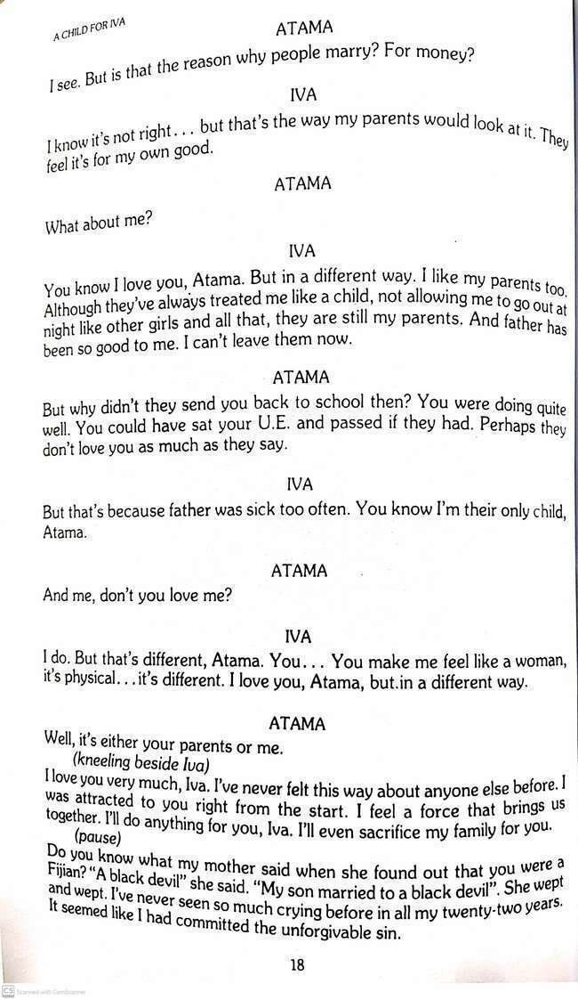 A CHILD FOR IVA
ATAMA
I see. But is that the reason why people marry? For money?
IVA
I know it's not right... but that's the way my parents would look at it. They
feel it's for my own good.
ATAMA
What about me?
IVA
You know I love you, Atama. But in a different way. I like my parents too.
Although they've always treated me like a child, not allowing me to go out at
night like other girls and all that, they are still my parents. And father has
been so good to me. I can't leave them now.
ATAMA
But why didn't they send you back to school then? You were doing quite
well. You could have sat your U.E. and passed if they had. Perhaps they
don't love you as much as they say.
IVA
But that's because father was sick too often. You know I'm their only child,
Atama.
ATAMA
And me, don't you love me?
IVA
I do. But that's different, Atama. You... You make me feel like a woman,
it's physical...it's different. I love you, Atama, but.in a different way.
ATAMA
Well, it's either your parents or me.
(kneeling beside Iva)
I love you very much, Iva. I've never felt this way about anyone else before. I
was attracted to you right from the start. I feel a force that brings us
together. I'll do anything for you, Iva. I'll even sacrifice my family for you.
(pause)
Do you know what my mother said when she found out that you were a
Fijian? "A black devil" she said. "My son married to a black devil". She wept
and wept. I've never seen so much crying before in all my twenty-two years.
It seemed like I had committed the unforgivable sin.
18
CS Scanned with CamScanner